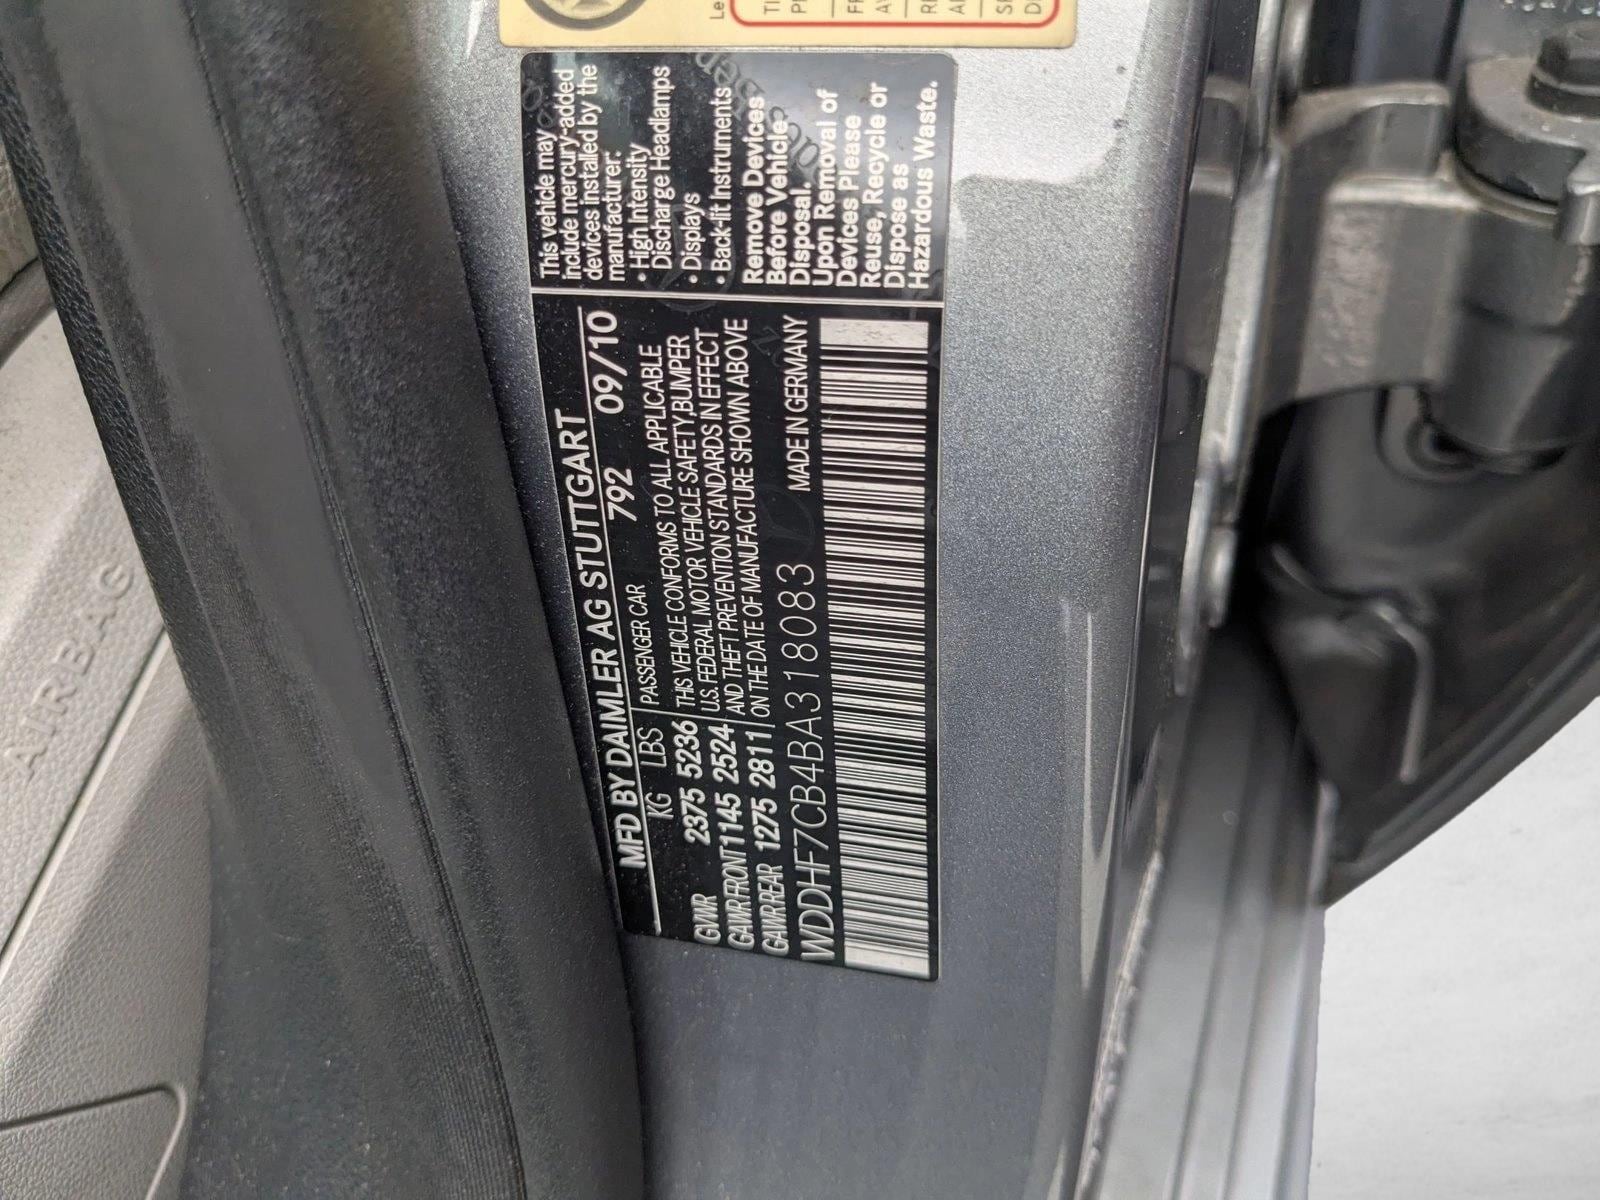 MFD BY DAIMLER AG STUTTGART
792 09/10
KG LBS PASSENGER CAR
GVWR 2375 5236
GAWR FRONT 1145 2524
GAWR REAR 1275 2811
THIS VEHICLE CONFORMS TO ALL APPLICABLE
U.S. FEDERAL MOTOR VEHICLE SAFETY,BUMPER
AND THEFT PREVENTION STANDARDS IN EFFECT
ON THE DATE OF MANUFACTURE SHOWN ABOVE
MADE IN GERMANY
WDDHF7CB4BA318083
This vehicle may
include mercury-added
devices installed by the
manufacturer:
• High Intensity
Discharge Headlamps
• Displays
• Back-lit Instruments
Remove Devices
Before Vehicle
Disposal.
Upon Removal of
Devices Please
Reuse, Recycle or
Dispose as
Hazardous Waste.
AIRBAG
Le